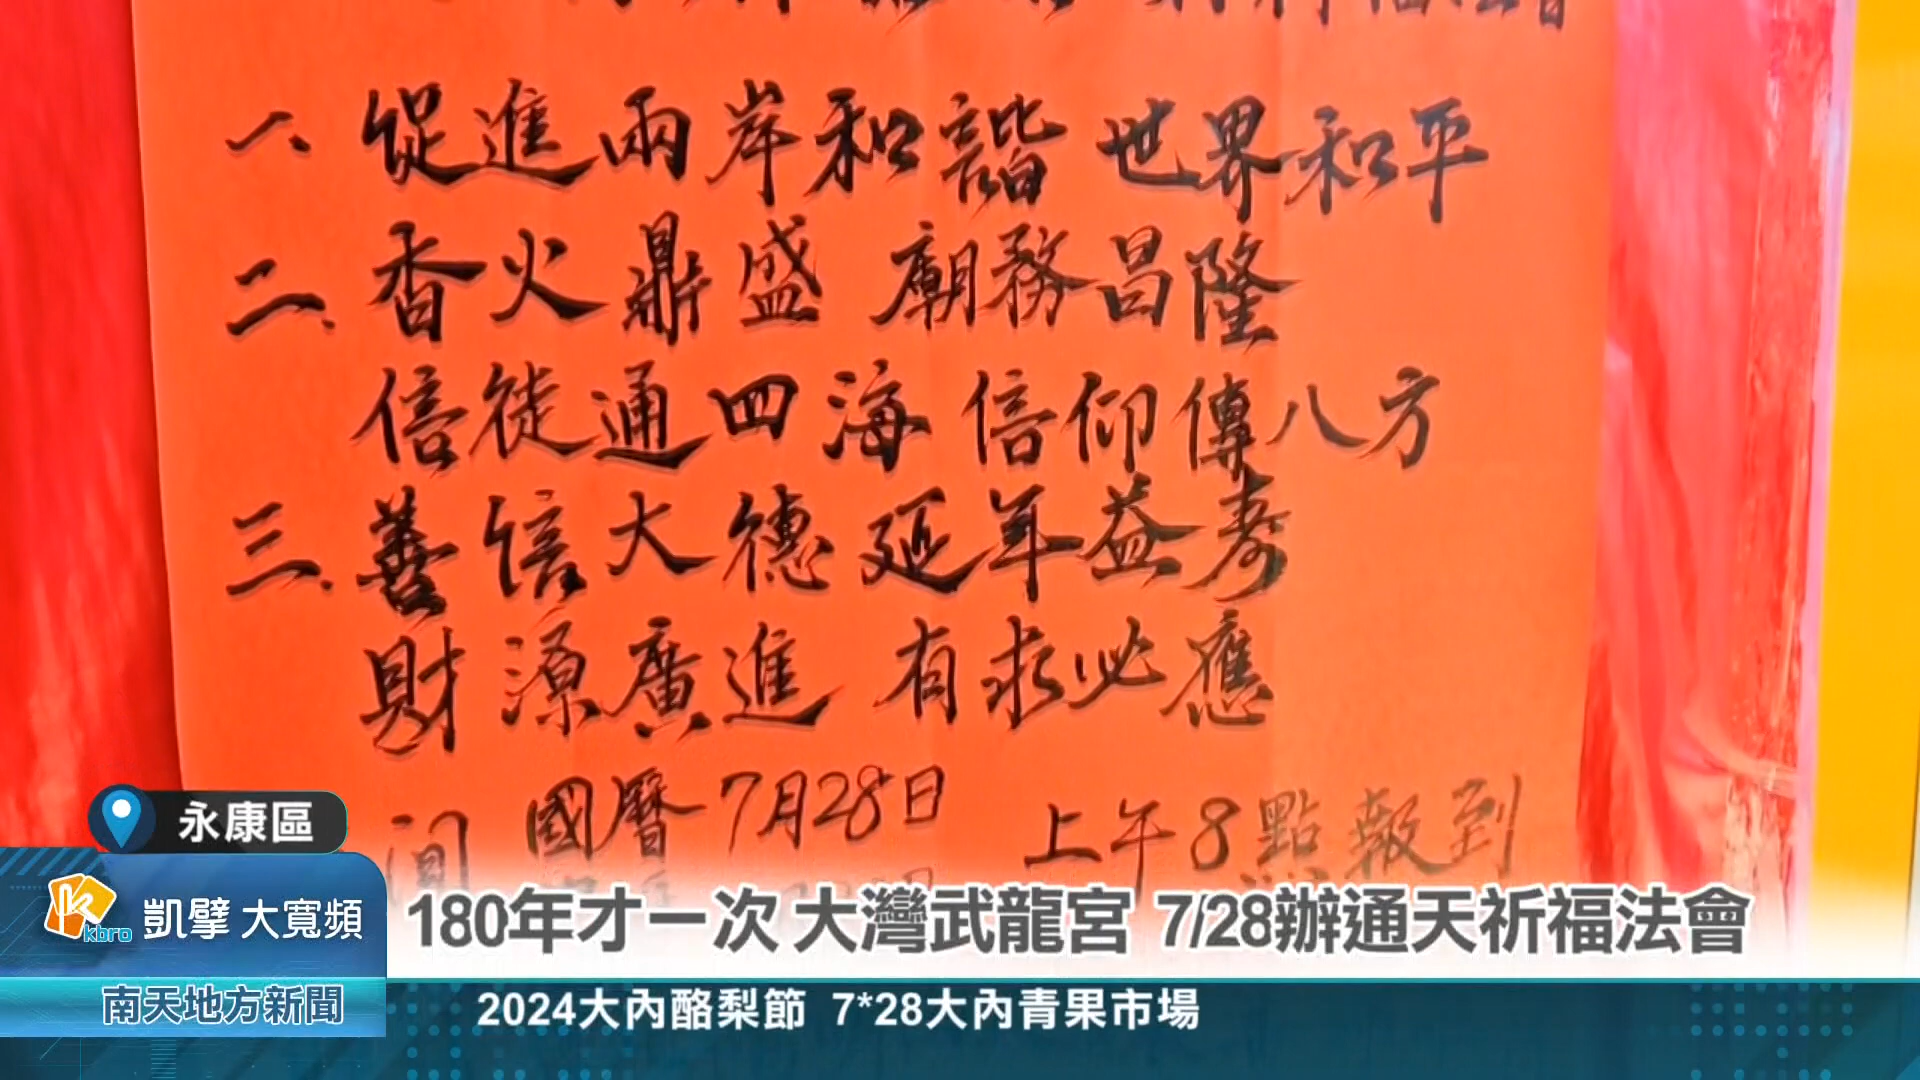 一、促進兩岸和諧 世界和平
二、香火鼎盛 廟務昌隆
信徒通四海 信仰傳八方
三、善信大德延年益壽
財源廣進 有求必應
間 國曆7月28日 上午8點報到
永康區
kbro 凱擘大寬頻
180年才一次 大灣武龍宮 7/28辦通天祈福法會
南天地方新聞
2024大內酪梨節 7*28大內青果市場